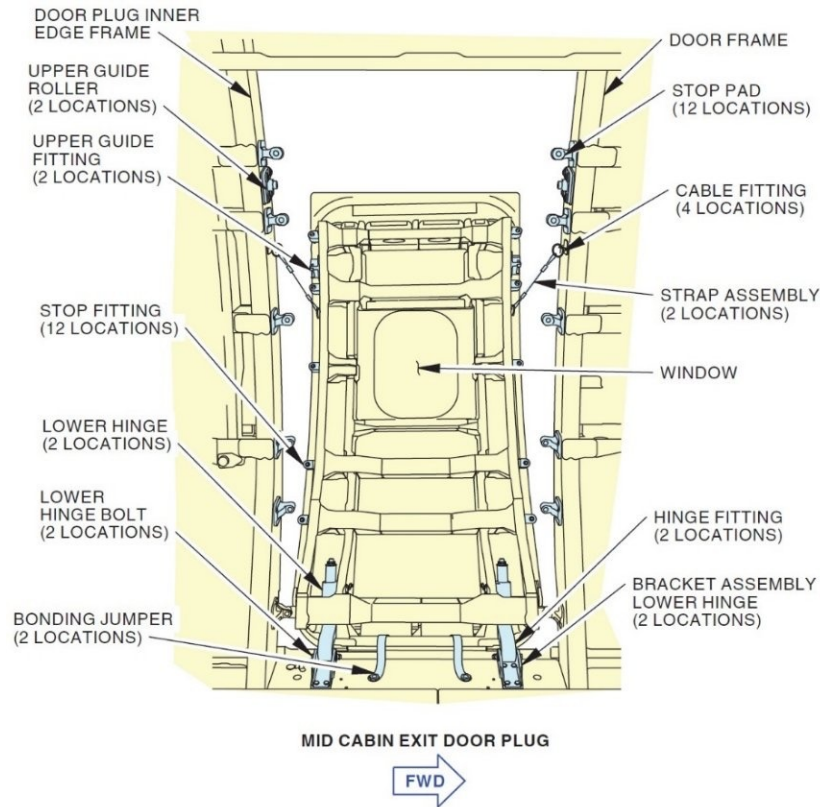 DOOR PLUG INNER
EDGE FRAME
UPPER GUIDE
ROLLER
(2 LOCATIONS)
UPPER GUIDE
FITTING
(2 LOCATIONS)
STOP FITTING
(12 LOCATIONS)
LOWER HINGE
(2 LOCATIONS)
LOWER
HINGE BOLT
(2 LOCATIONS)
BONDING JUMPER
(2 LOCATIONS)
DOOR FRAME
STOP PAD
(12 LOCATIONS)
CABLE FITTING
(4 LOCATIONS)
STRAP ASSEMBLY
(2 LOCATIONS)
WINDOW
HINGE FITTING
(2 LOCATIONS)
BRACKET ASSEMBLY
LOWER HINGE
(2 LOCATIONS)
MID CABIN EXIT DOOR PLUG
FWD